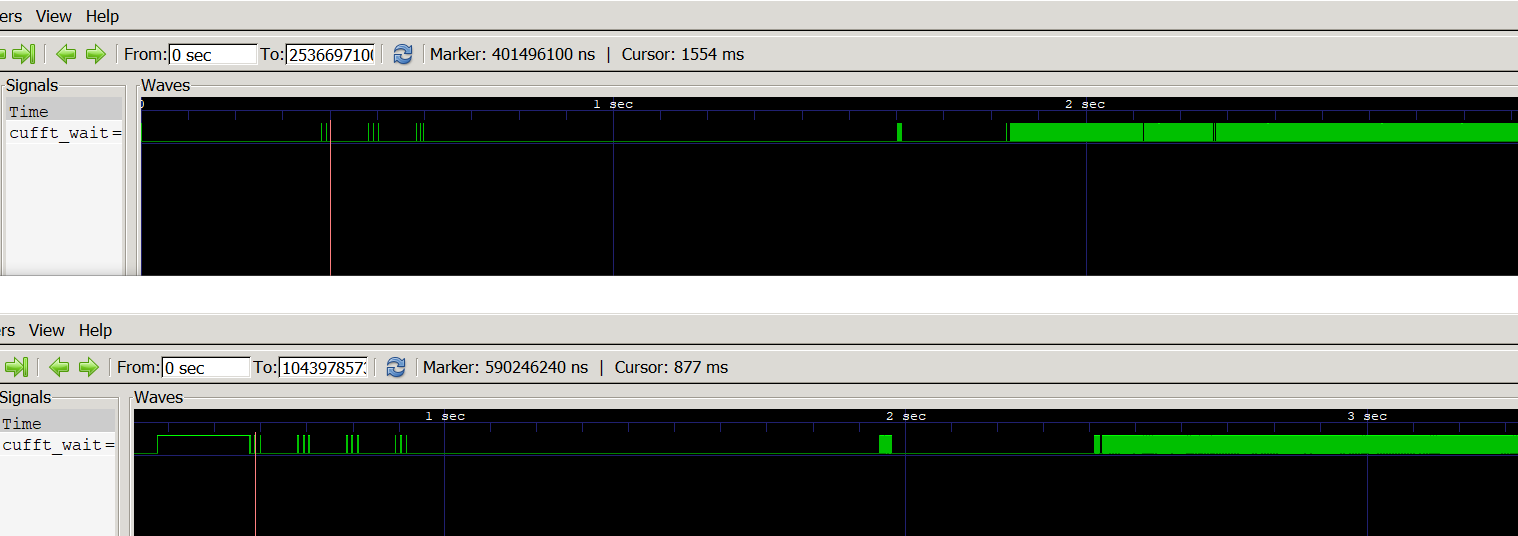 ers View Help
From: 0 sec To: 2536697100 Marker: 401496100 ns | Cursor: 1554 ms
Signals Waves
0 1 sec 2 sec
Time
cufft_wait=
ers View Help
From: 0 sec To: 1043978573 Marker: 590246240 ns | Cursor: 877 ms
Signals Waves
1 sec 2 sec 3 sec
Time
cufft_wait=